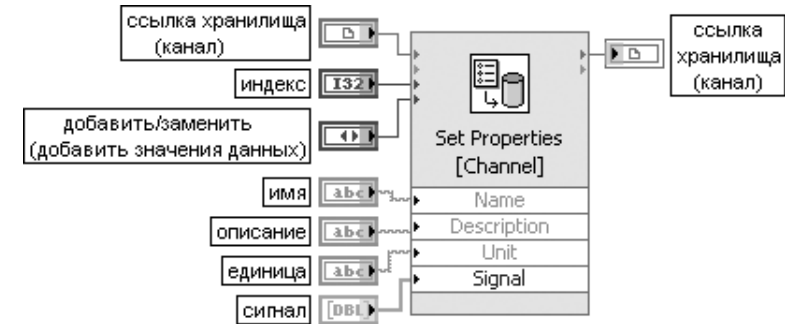 ссылка хранилища
(канал)
индекс
I32
добавить/заменить
(добавить значения данных)
имя
abc
описание
abc
единица
abc
сигнал
[DBL]
Set Properties
[Channel]
Name
Description
Unit
Signal
ссылка
хранилища
(канал)